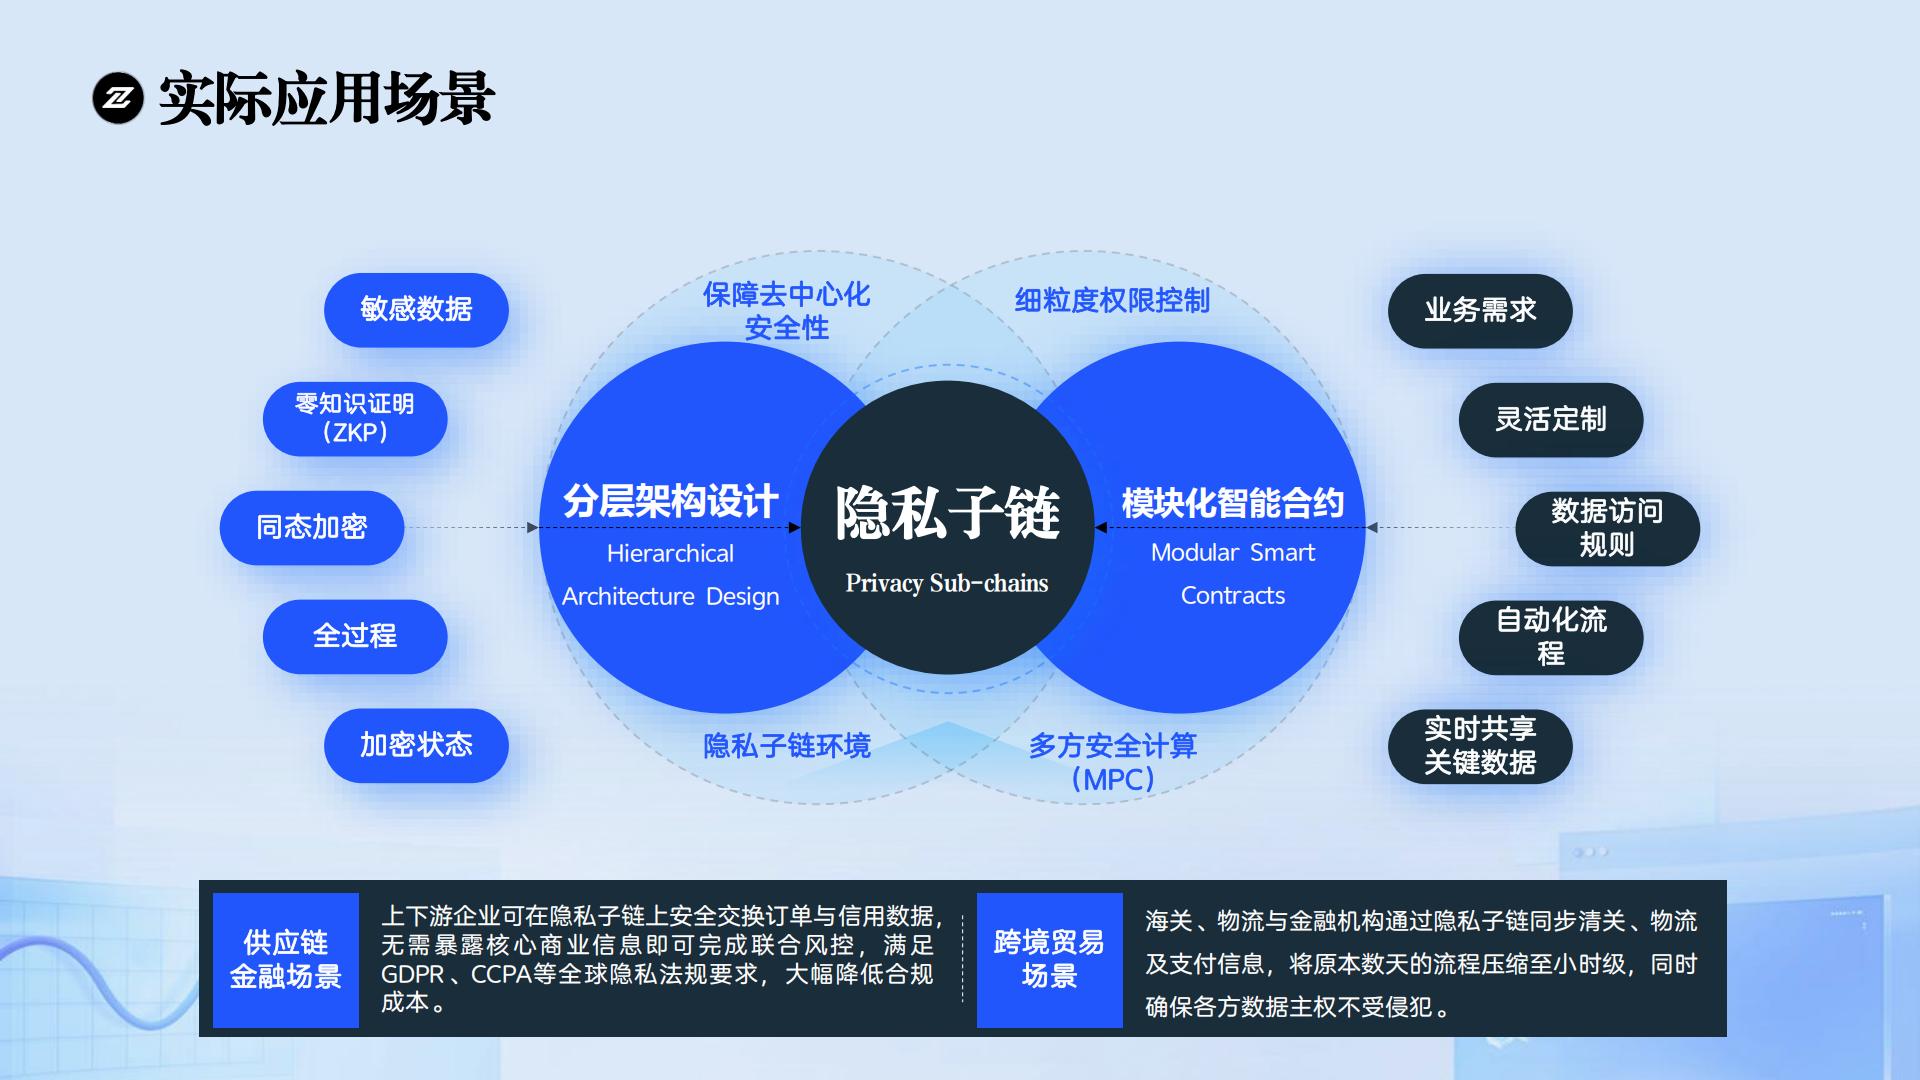 实际应用场景
敏感数据
零知识证明
（ZKP）
同态加密
全过程
加密状态
保障去中心化
安全性
细粒度权限控制
分层架构设计
Hierarchical
Architecture Design
隐私子链
Privacy Sub-chains
模块化智能合约
Modular Smart
Contracts
隐私子链环境
多方安全计算
（MPC）
业务需求
灵活定制
数据访问
规则
自动化流
程
实时共享
关键数据
供应链
金融场景
上下游企业可在隐私子链上安全交换订单与信用数据，
无需暴露核心商业信息即可完成联合风控，满足
GDPR、CCPA等全球隐私法规要求，大幅降低合规
成本。
跨境贸易
场景
海关、物流与金融机构通过隐私子链同步清关、物流
及支付信息，将原本数天的流程压缩至小时级，同时
确保各方数据主权不受侵犯。